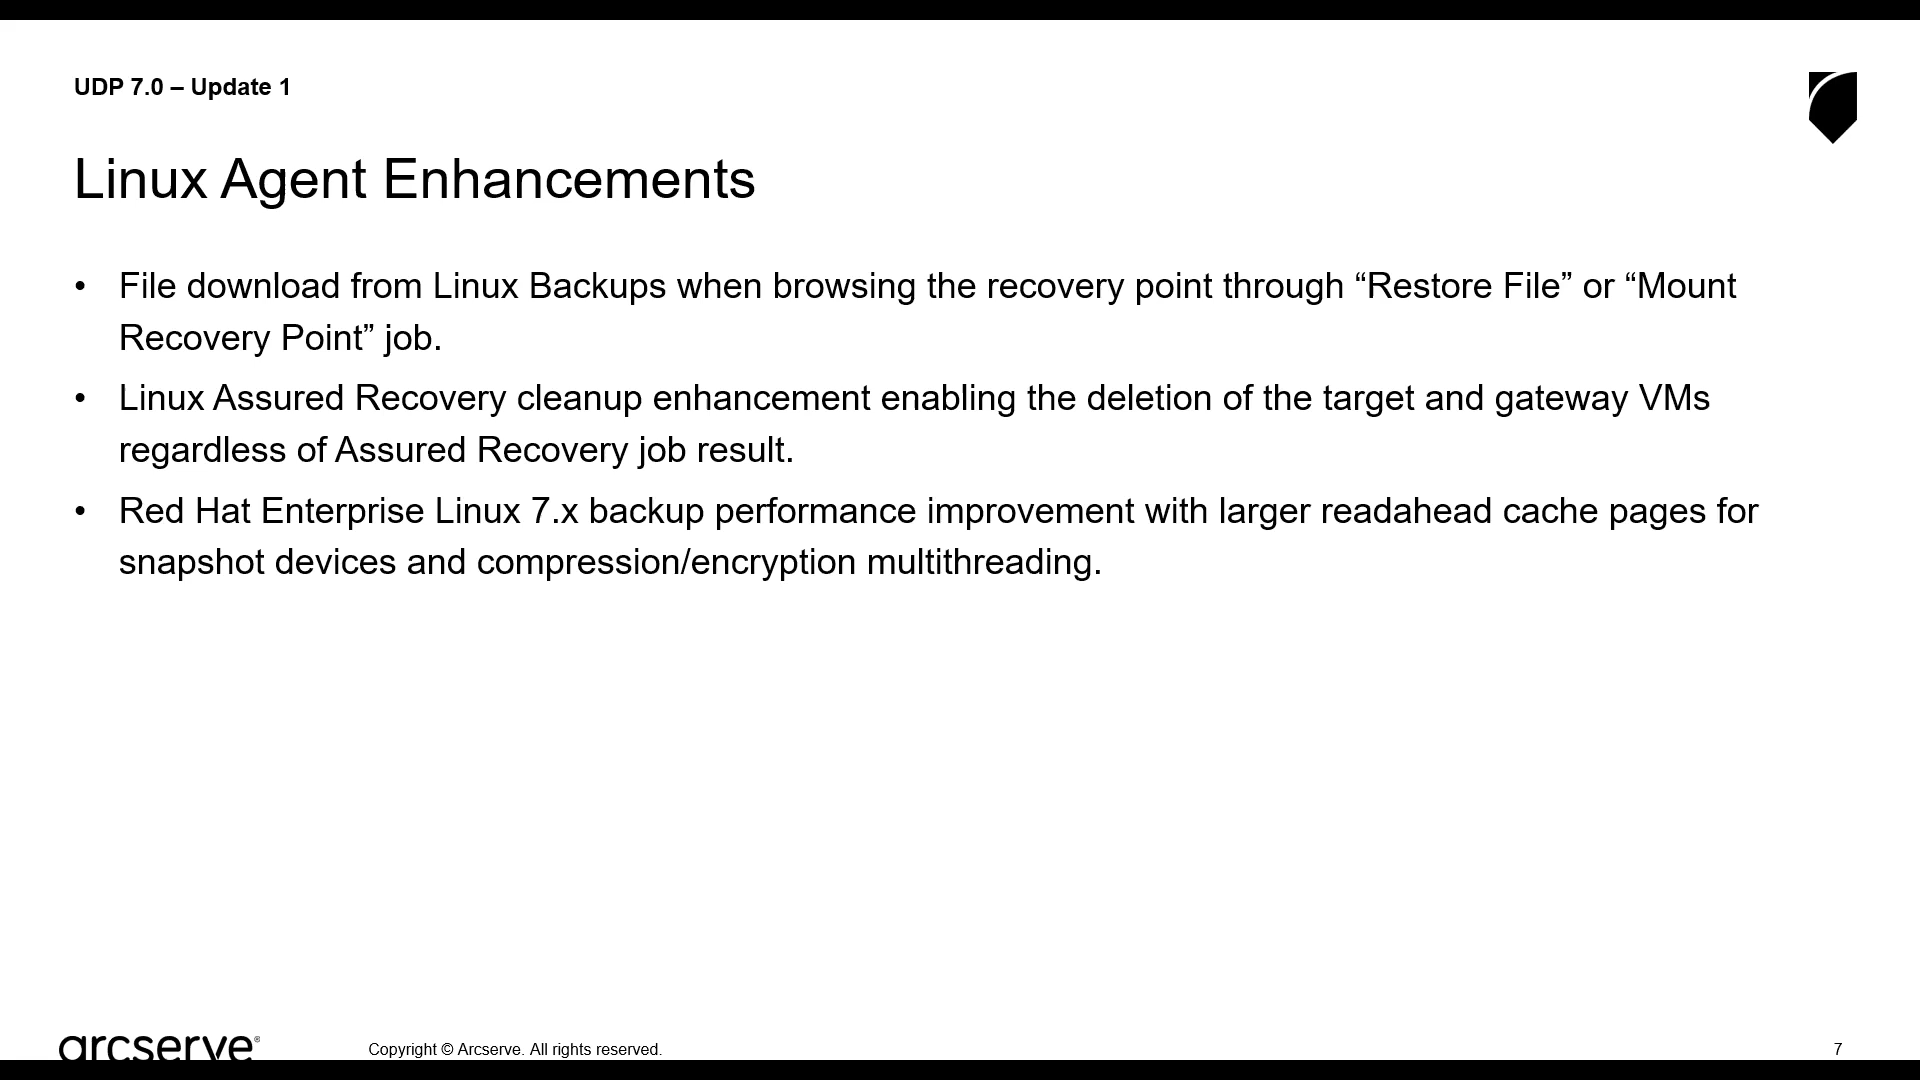 UDP 7.0 – Update 1
Linux Agent Enhancements
• File download from Linux Backups when browsing the recovery point through “Restore File” or “Mount
Recovery Point” job.
• Linux Assured Recovery cleanup enhancement enabling the deletion of the target and gateway VMs
regardless of Assured Recovery job result.
• Red Hat Enterprise Linux 7.x backup performance improvement with larger readahead cache pages for
snapshot devices and compression/encryption multithreading.
arcserve®
Copyright © Arcserve. All rights reserved.
7